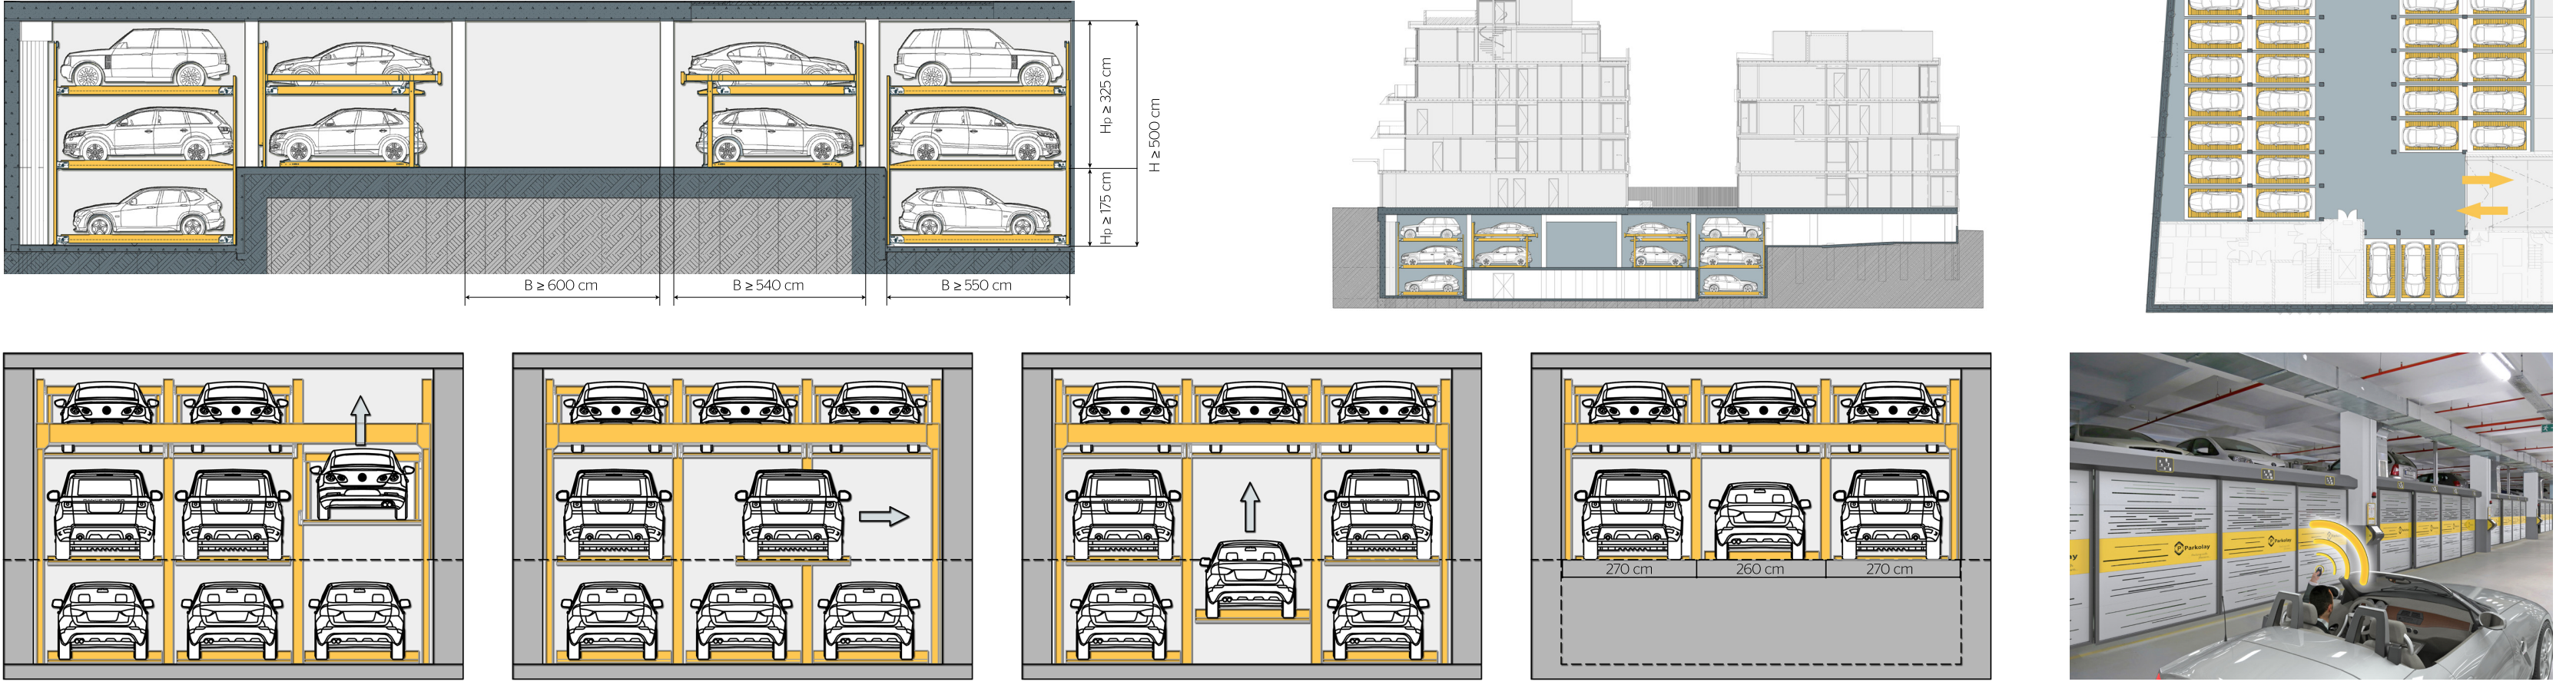 Hp ≥ 325 cm
H ≥ 500 cm
Hp ≥ 175 cm
B ≥ 600 cm
B ≥ 540 cm
B ≥ 550 cm
270 cm
260 cm
270 cm
Parkolay
Parkolay